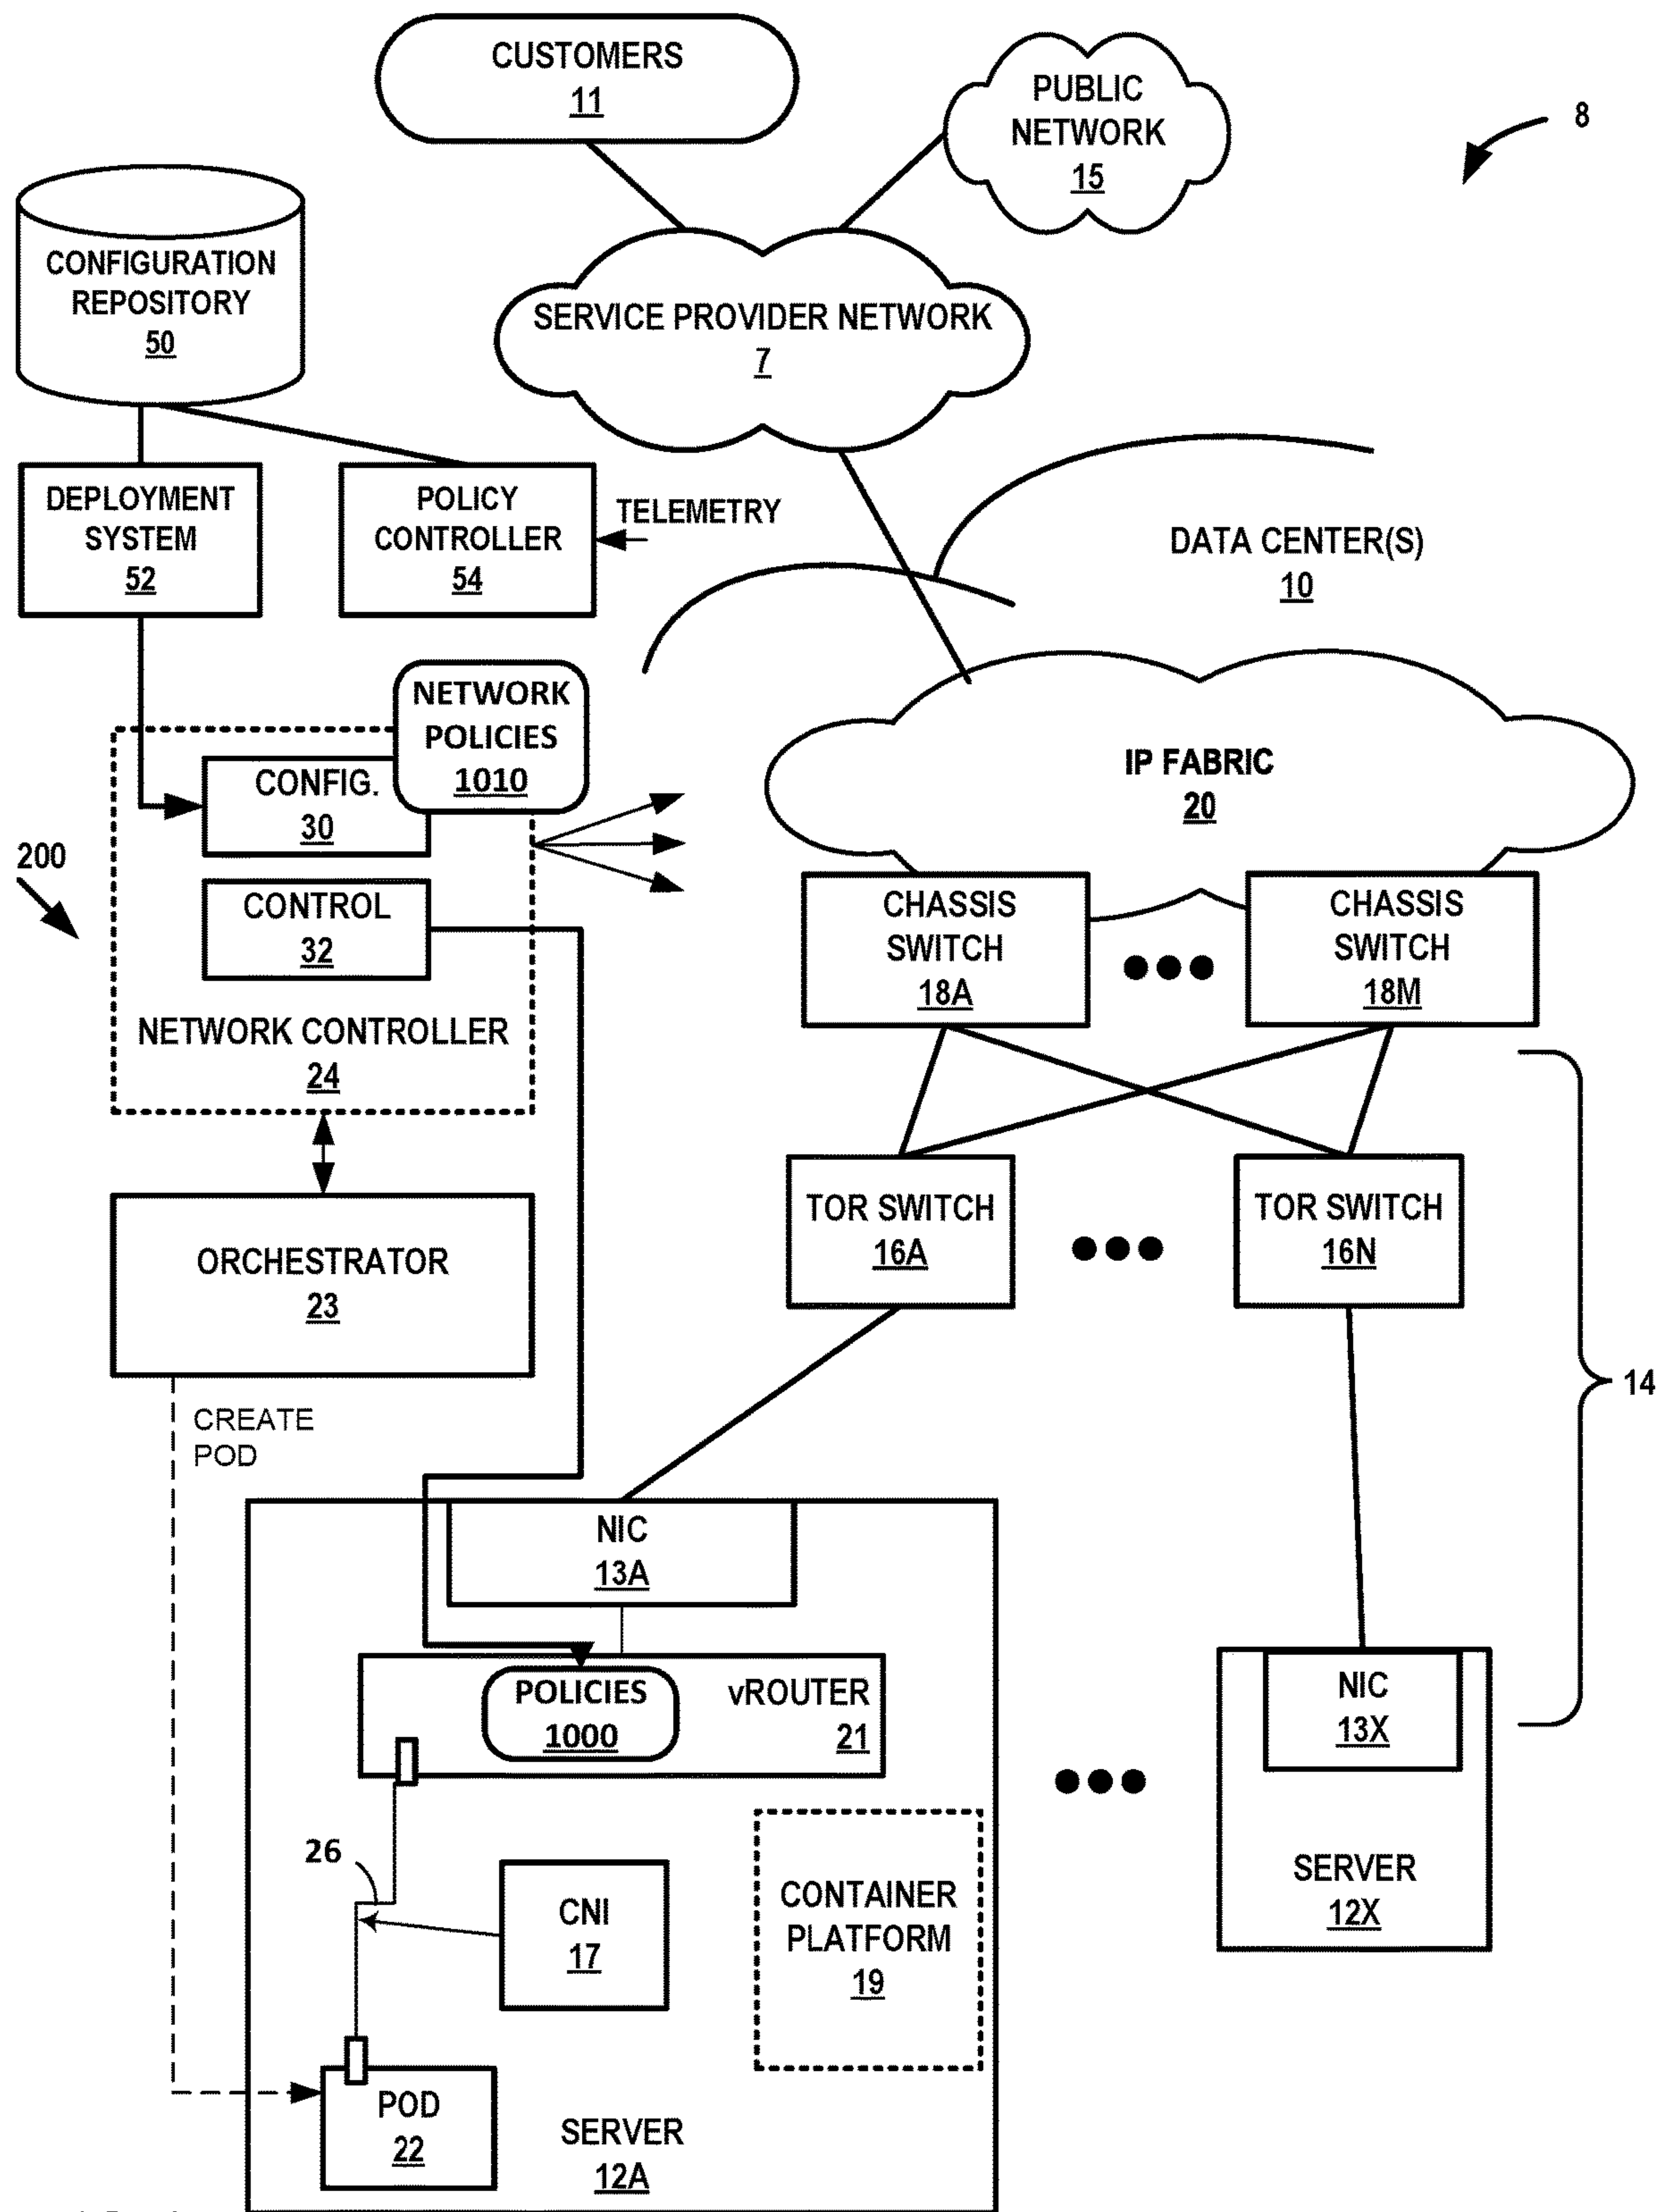 CUSTOMERS
11
PUBLIC
NETWORK
15
8
CONFIGURATION
REPOSITORY
50
SERVICE PROVIDER NETWORK
7
DEPLOYMENT
SYSTEM
52
POLICY
CONTROLLER
54
TELEMETRY
DATA CENTER(S)
10
NETWORK
POLICIES
1010
CONFIG.
30
IP FABRIC
20
200
CONTROL
32
CHASSIS
SWITCH
18A
CHASSIS
SWITCH
18M
NETWORK CONTROLLER
24
TOR SWITCH
16A
TOR SWITCH
16N
ORCHESTRATOR
23
14
CREATE
POD
NIC
13A
POLICIES
1000
vROUTER
21
NIC
13X
26
CNI
17
CONTAINER
PLATFORM
19
SERVER
12X
POD
22
SERVER
12A